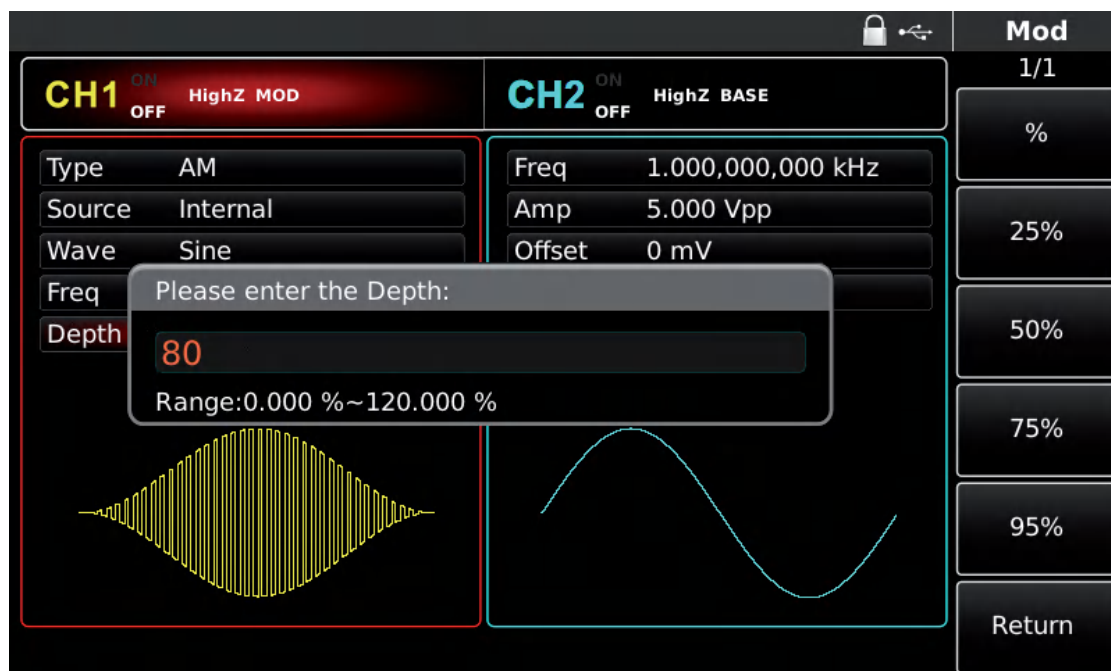 Mod
1/1
CH1 ON OFF HighZ MOD
CH2 ON OFF HighZ BASE
Type AM
Source Internal
Wave Sine
Freq
Depth
Freq 1.000,000,000 kHz
Amp 5.000 Vpp
Offset 0 mV
Please enter the Depth:
80
Range:0.000 %~120.000 %
%
25%
50%
75%
95%
Return